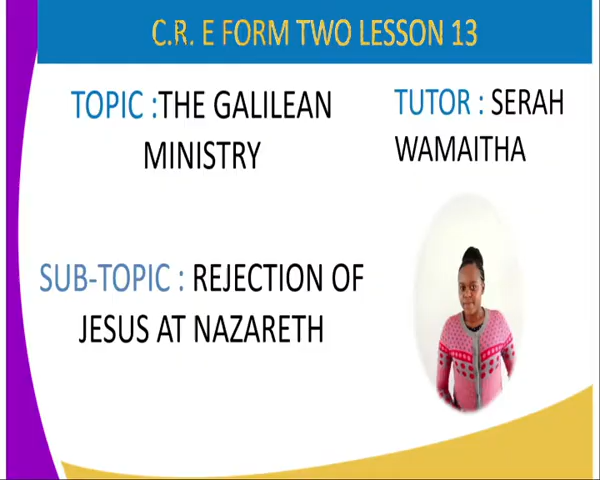 C.R. E FORM TWO LESSON 13
TOPIC :THE GALILEAN
MINISTRY
TUTOR : SERAH
WAMAITHA
SUB-TOPIC : REJECTION OF
JESUS AT NAZARETH